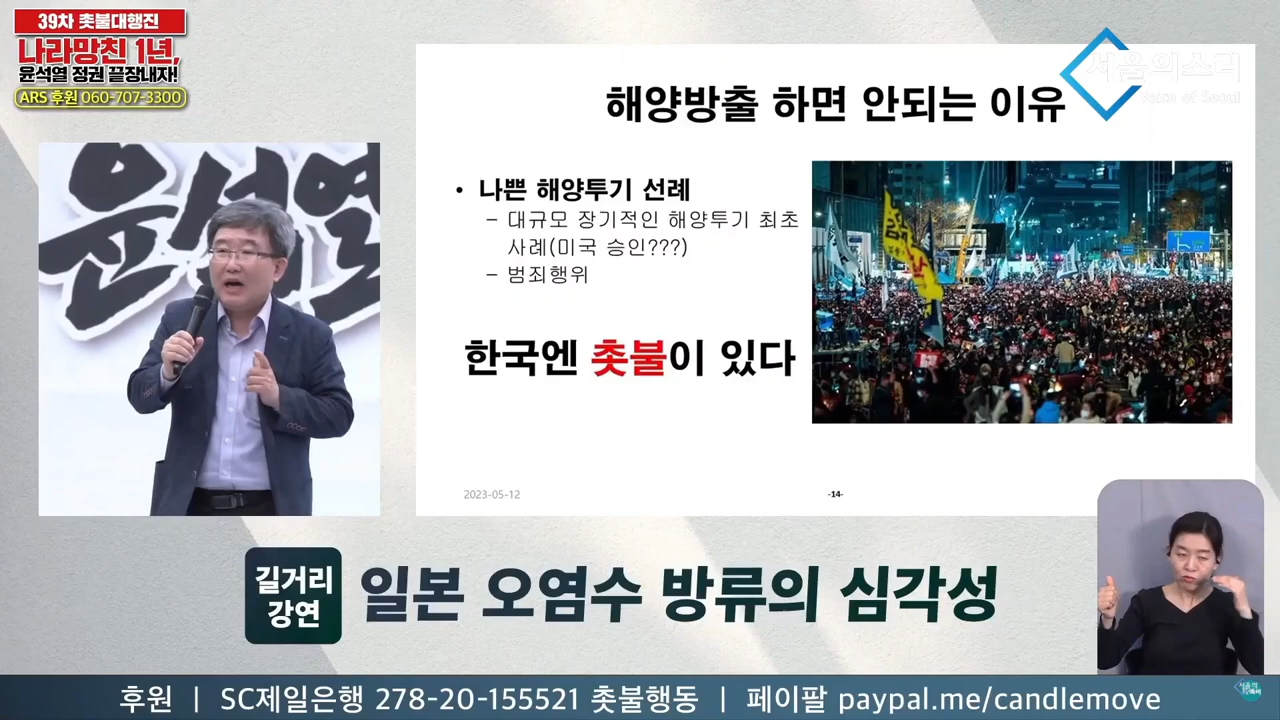 39차 촛불대행진
나라망친 1년,
윤석열 정권 끝장내자!
ARS 후원 060-707-3300
서울의소리
Voice of Seoul
해양방출 하면 안되는 이유
• 나쁜 해양투기 선례
– 대규모 장기적인 해양투기 최초
사례(미국 승인???)
– 범죄행위
한국엔 촛불이 있다
2023-05-12
-14-
윤석열
길거리
강연
일본 오염수 방류의 심각성
후원 | SC제일은행 278-20-155521 촛불행동 | 페이팔 paypal.me/candlemove